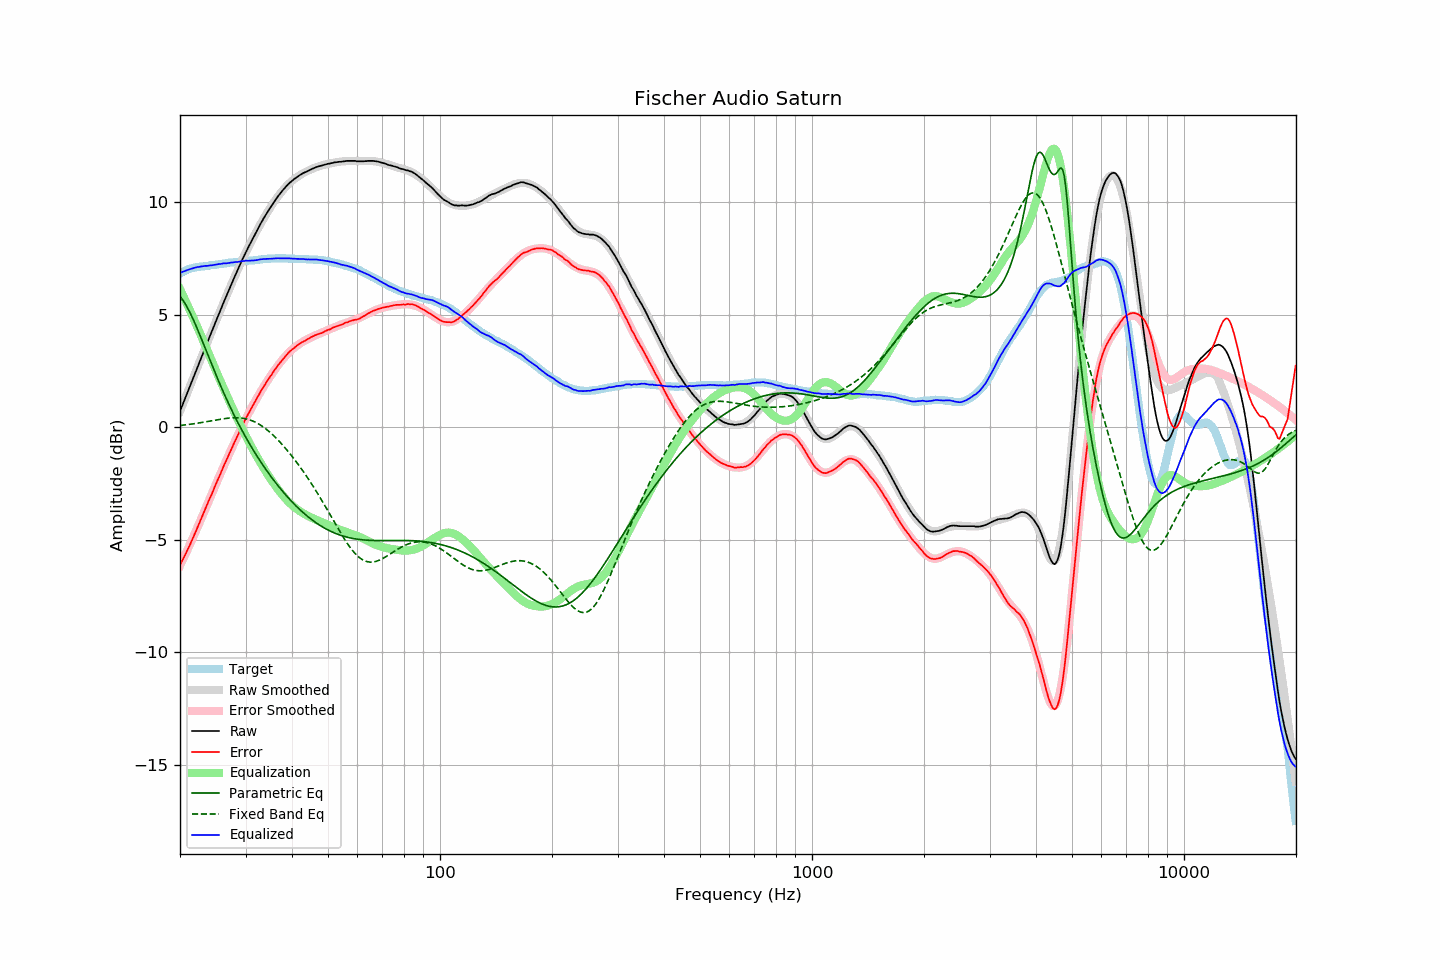 Fischer Audio Saturn
Amplitude (dBr)
10
5
0
−5
−10
−15
Target
Raw Smoothed
Error Smoothed
Raw
Error
Equalization
Parametric Eq
Fixed Band Eq
Equalized
100
1000
10000
Frequency (Hz)